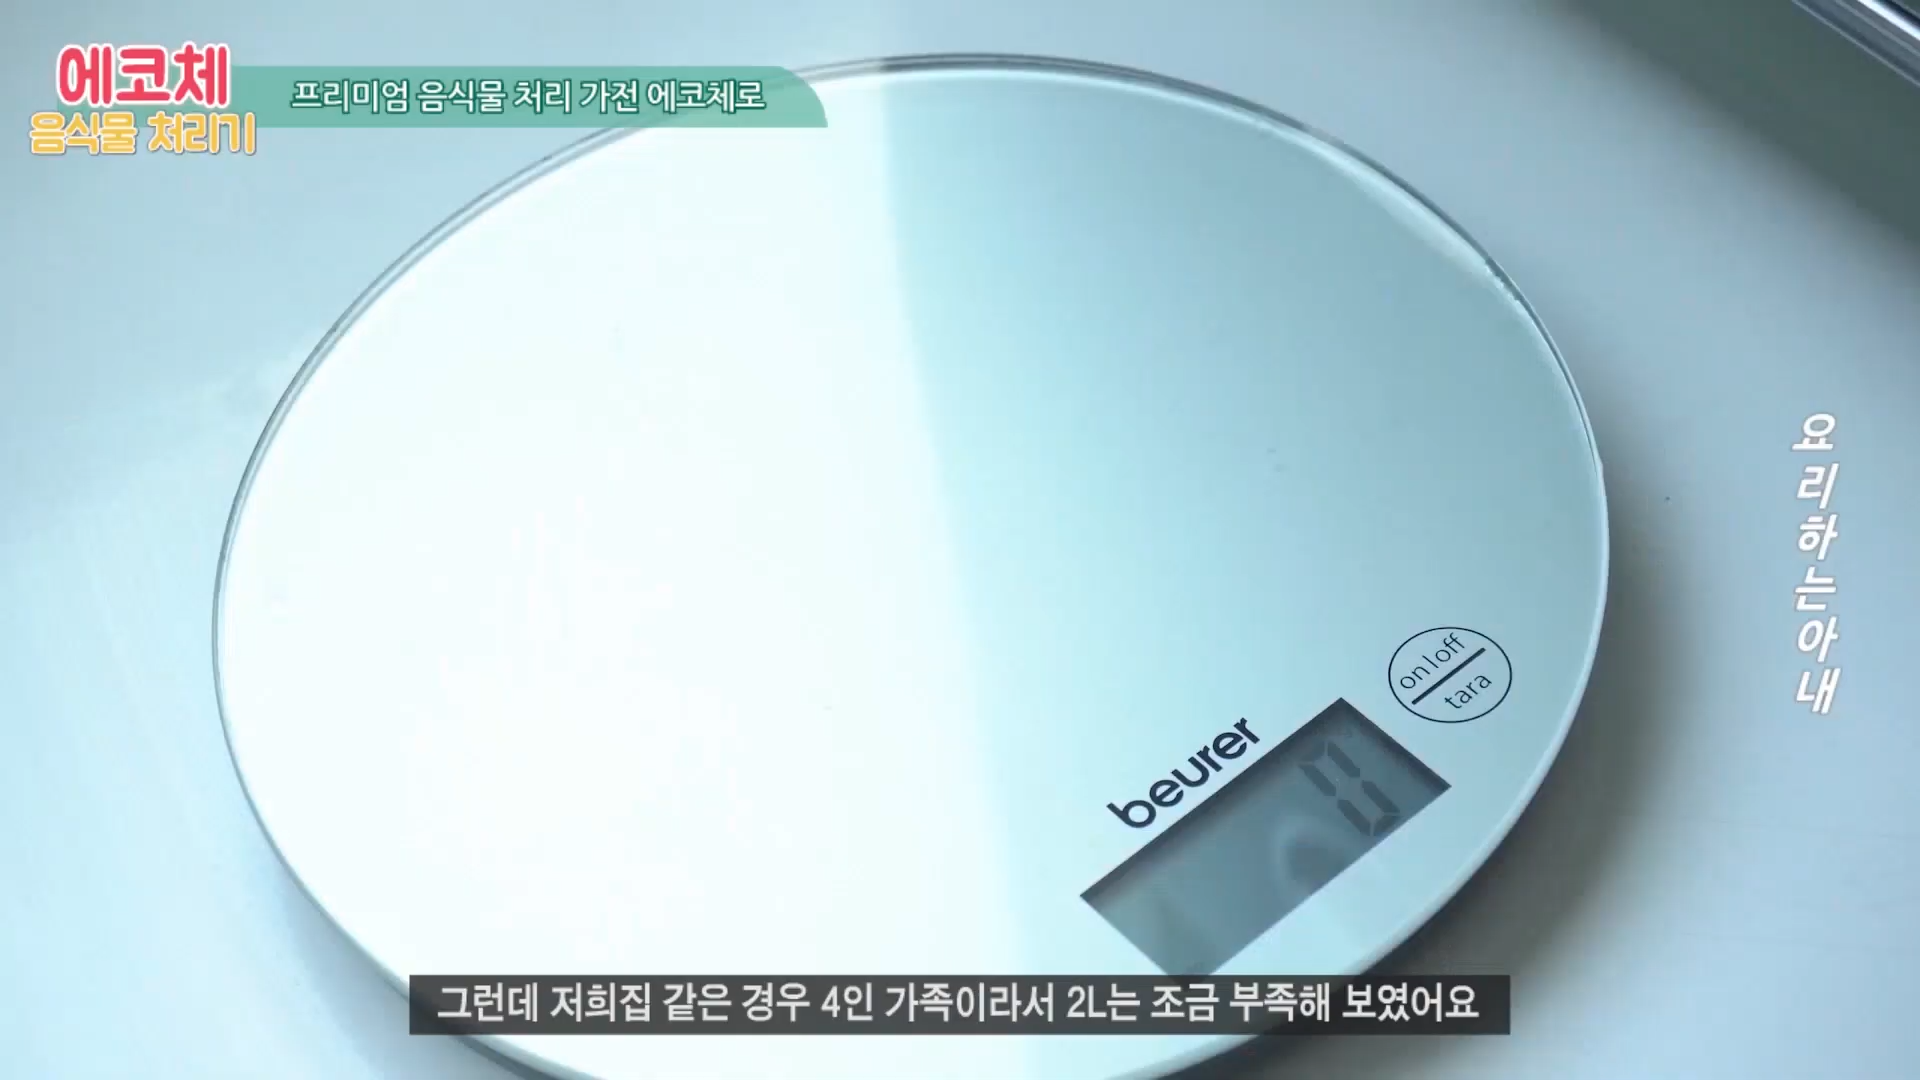 에코체
음식물 처리기
프리미엄 음식물 처리 가전 에코체로
요리하는아내
on|off
tara
beurer
0
그런데 저희집 같은 경우 4인 가족이라서 2L는 조금 부족해 보였어요